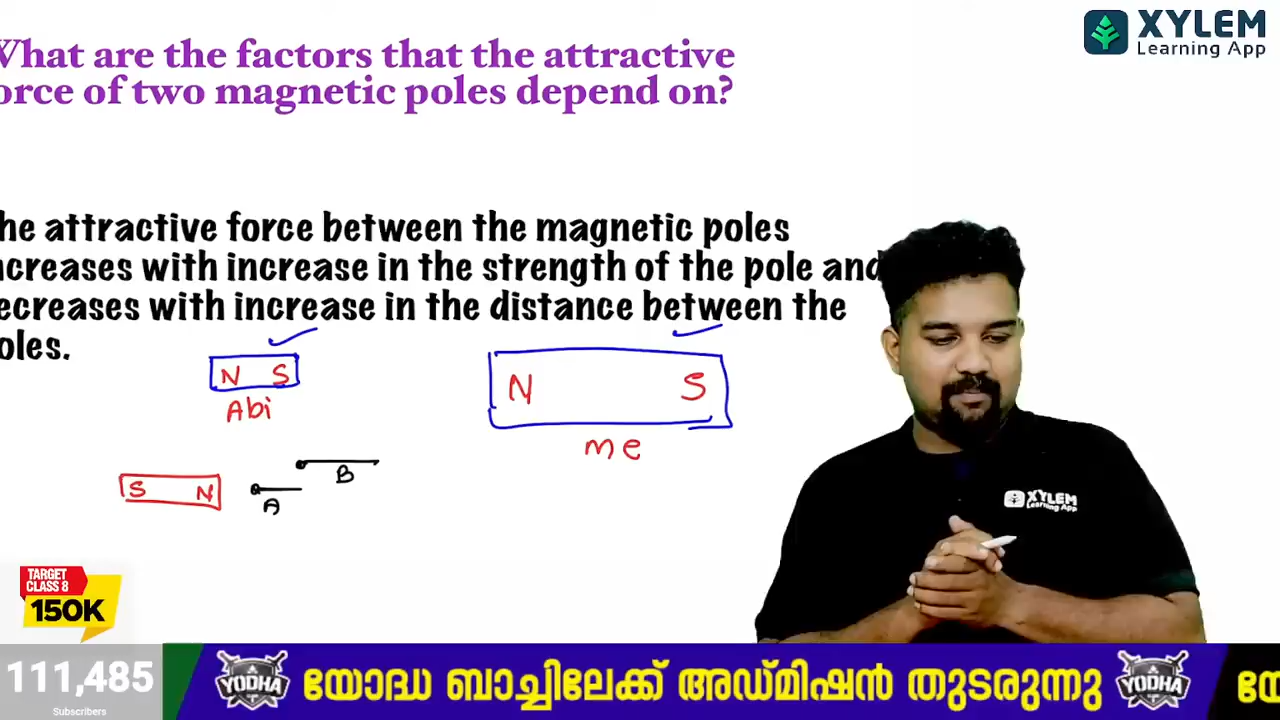 XYLEM
Learning App
What are the factors that the attractive
orce of two magnetic poles depend on?
he attractive force between the magnetic poles
ncreases with increase in the strength of the pole and
ecreases with increase in the distance between the
oles.
N S
Abi
N S
me
S N
A
B
XYLEM
Learning App
TARGET
CLASS 8
150K
111,485
Subscribers
YODHA
യോദ്ധ ബാച്ചിലേക്ക് അഡ്മിഷൻ തുടരുന്നു
YODHA
യോ